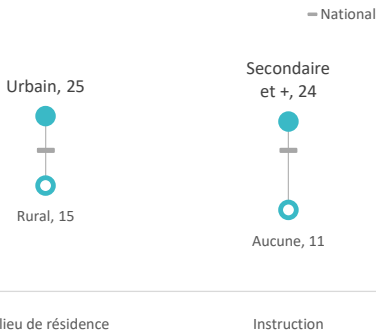 National
Urbain, 25
Secondaire
et +, 24
Rural, 15
Aucune, 11
lieu de résidence
Instruction